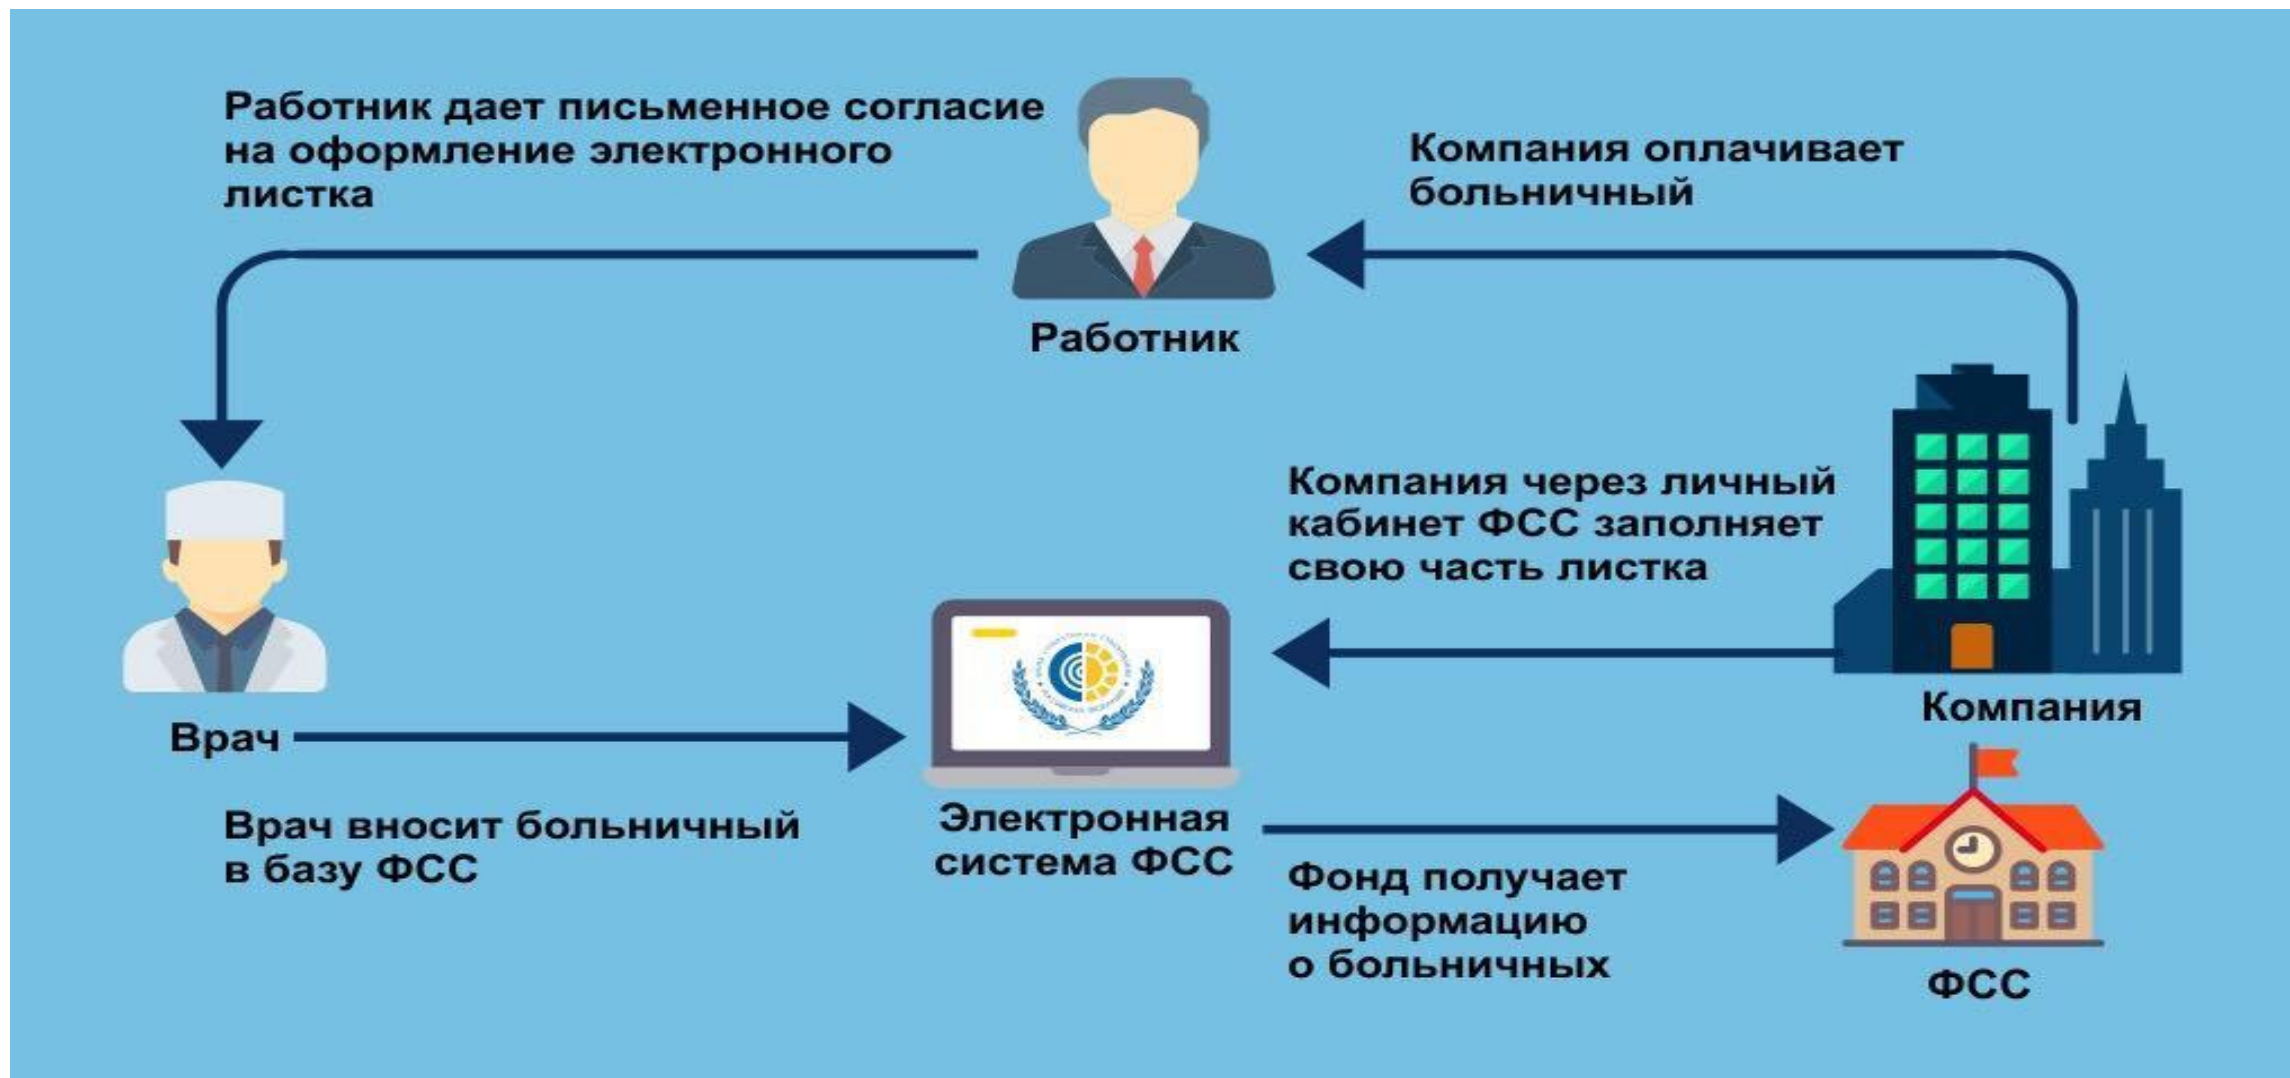 Работник дает письменное согласие
на оформление электронного
листка
Компания оплачивает
больничный
Работник
Компания через личный
кабинет ФСС заполняет
свою часть листка
Компания
Врач
Врач вносит больничный
в базу ФСС
Электронная
система ФСС
Фонд получает
информацию
о больничных
ФСС